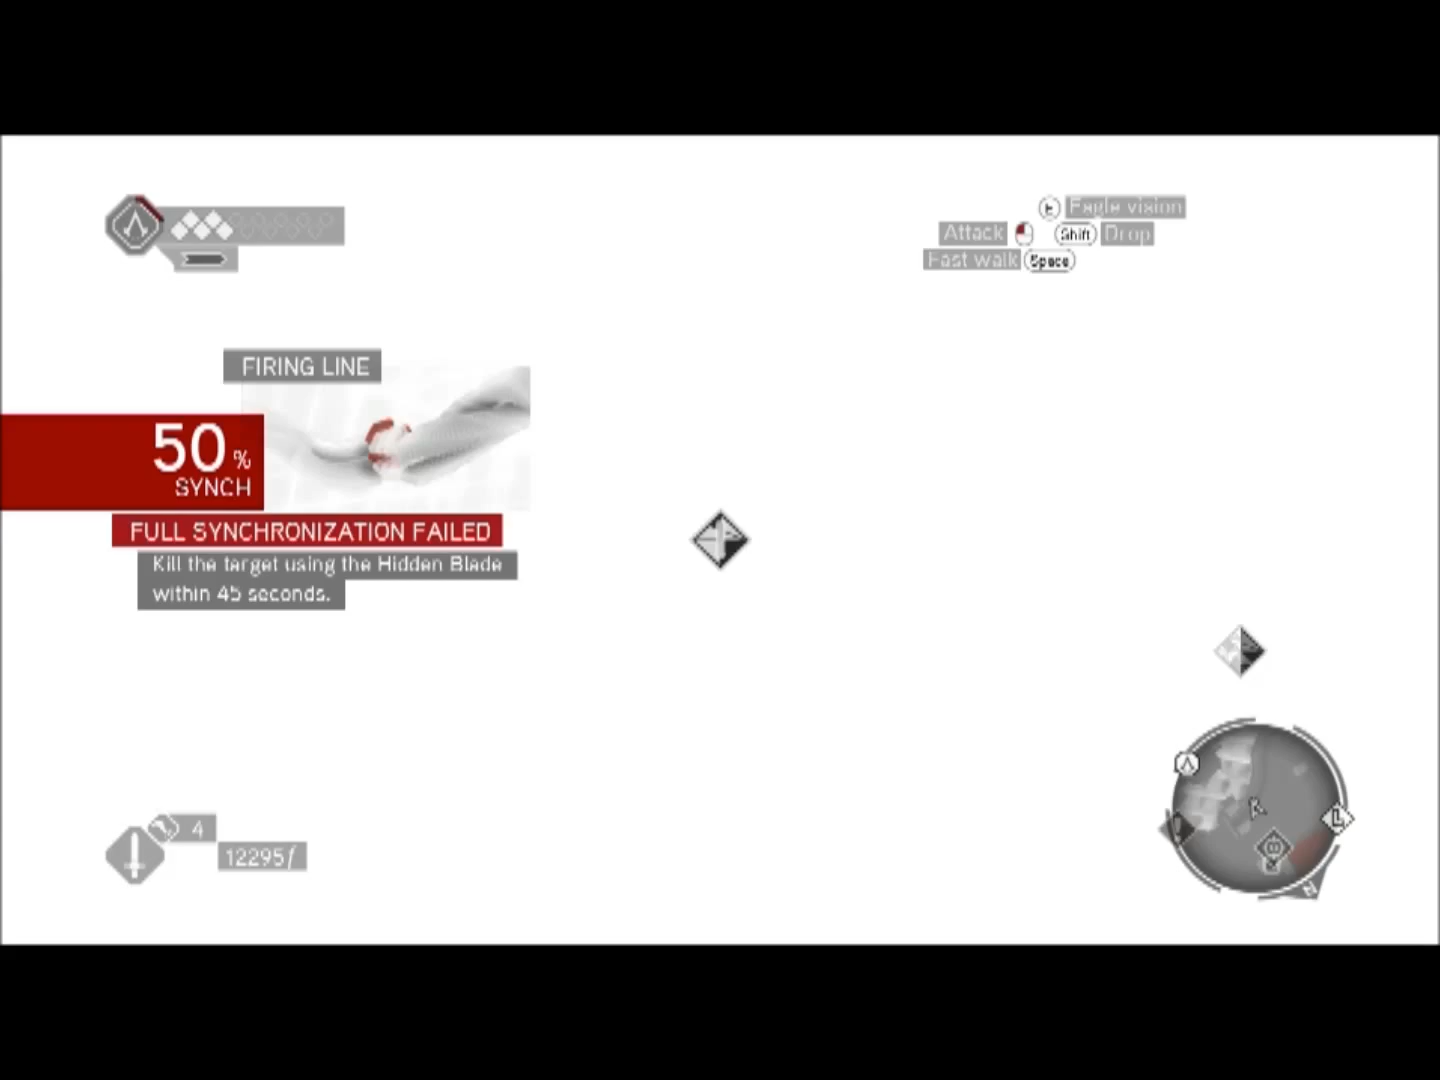 E Eagle vision
Attack Shift Drop
Fast walk Space
FIRING LINE
50 %
SYNCH
FULL SYNCHRONIZATION FAILED
Kill the target using the Hidden Blade
within 45 seconds.
4
12295 f
L
N